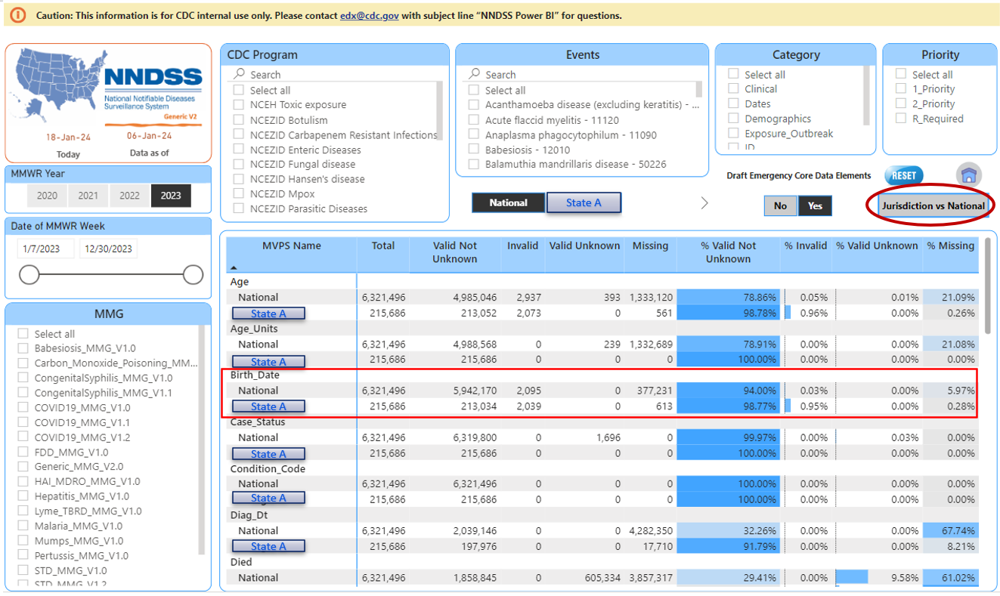 Caution: This information is for CDC internal use only. Please contact edx@cdc.gov with subject line “NNDSS Power BI” for questions.
NNDSS
National Notifiable Diseases
Surveillance System
Generic V2
18-Jan-24 06-Jan-24
Today Data as of
MMWR Year
2020 2021 2022 2023
Date of MMWR Week
1/7/2023 12/30/2023
MMG
Select all
Babesiosis_MMG_V1.0
Carbon_Monoxide_Poisoning_MM...
CongenitalSyphilis_MMG_V1.0
CongenitalSyphilis_MMG_V1.1
COVID19_MMG_V1.0
COVID19_MMG_V1.1
COVID19_MMG_V1.2
FDD_MMG_V1.0
Generic_MMG_V2.0
HAI_MDRO_MMG_V1.0
Hepatitis_MMG_V1.0
Lyme_TBRD_MMG_V1.0
Malaria_MMG_V1.0
Mumps_MMG_V1.0
Pertussis_MMG_V1.0
STD_MMG_V1.0
STD_MMG_V1.2
CDC Program
Search
Select all
NCEH Toxic exposure
NCEZID Botulism
NCEZID Carbapenem Resistant Infections
NCEZID Enteric Diseases
NCEZID Fungal disease
NCEZID Hansen's disease
NCEZID Mpox
NCEZID Parasitic Diseases
Events
Search
Select all
Acanthamoeba disease (excluding keratitis) - ...
Acute flaccid myelitis - 11120
Anaplasma phagocytophilum - 11090
Babesiosis - 12010
Balamuthia mandrillaris disease - 50226
National State A
Category
Select all
Clinical
Dates
Demographics
Exposure_Outbreak
ID
Priority
Select all
1_Priority
2_Priority
R_Required
Draft Emergency Core Data Elements RESET
No Yes Jurisdiction vs National
MVPS Name Total Valid Not Unknown Invalid Valid Unknown Missing % Valid Not Unknown % Invalid % Valid Unknown % Missing
Age
National 6,321,496 4,985,046 2,937 393 1,333,120 78.86% 0.05% 0.01% 21.09%
State A 215,686 213,052 2,073 0 561 98.78% 0.96% 0.00% 0.26%
Age_Units
National 6,321,496 4,988,568 0 239 1,332,689 78.91% 0.00% 0.00% 21.08%
State A 215,686 215,686 0 0 0 100.00% 0.00% 0.00% 0.00%
Birth_Date
National 6,321,496 5,942,170 2,095 0 377,231 94.00% 0.03% 0.00% 5.97%
State A 215,686 213,034 2,039 0 613 98.77% 0.95% 0.00% 0.28%
Case_Status
National 6,321,496 6,319,800 0 1,696 0 99.97% 0.00% 0.03% 0.00%
State A 215,686 215,686 0 0 0 100.00% 0.00% 0.00% 0.00%
Condition_Code
National 6,321,496 6,321,496 0 0 0 100.00% 0.00% 0.00% 0.00%
State A 215,686 215,686 0 0 0 100.00% 0.00% 0.00% 0.00%
Diag_Dt
National 6,321,496 2,039,146 0 0 4,282,350 32.26% 0.00% 0.00% 67.74%
State A 215,686 197,976 0 0 17,710 91.79% 0.00% 0.00% 8.21%
Died
National 6,321,496 1,858,845 0 605,334 3,857,317 29.41% 0.00% 9.58% 61.02%